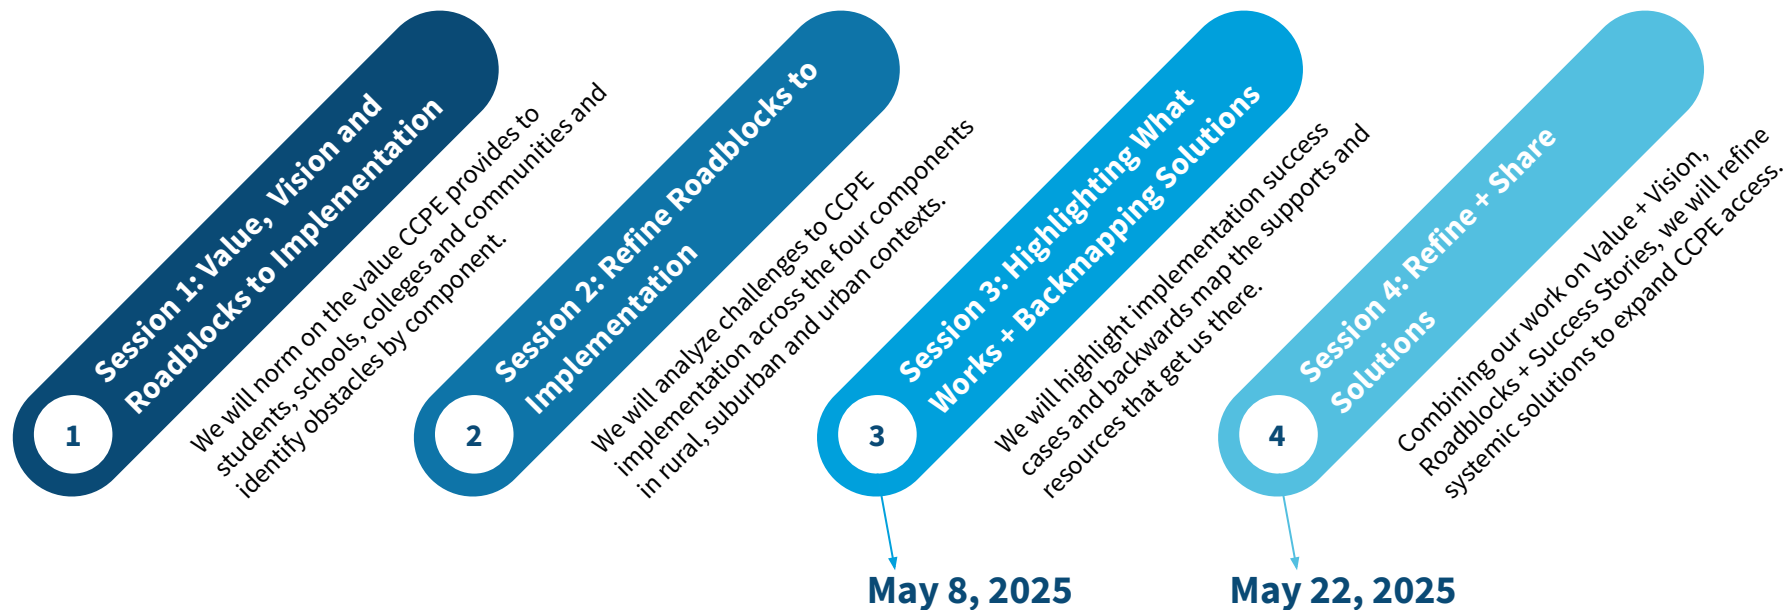 Session 1: Value, Vision and
Roadblocks to Implementation
1
We will norm on the value CCPE provides to
students, schools, colleges and communities and
identify obstacles by component.
Session 2: Refine Roadblocks to
Implementation
2
We will analyze challenges to CCPE
implementation across the four components
in rural, suburban and urban contexts.
Session 3: Highlighting What
Works + Backmapping Solutions
3
We will highlight implementation success
cases and backwards map the supports and
resources that get us there.
May 8, 2025
Session 4: Refine + Share
Solutions
4
Combining our work on Value + Vision,
Roadblocks + Success Stories, we will refine
systemic solutions to expand CCPE access.
May 22, 2025